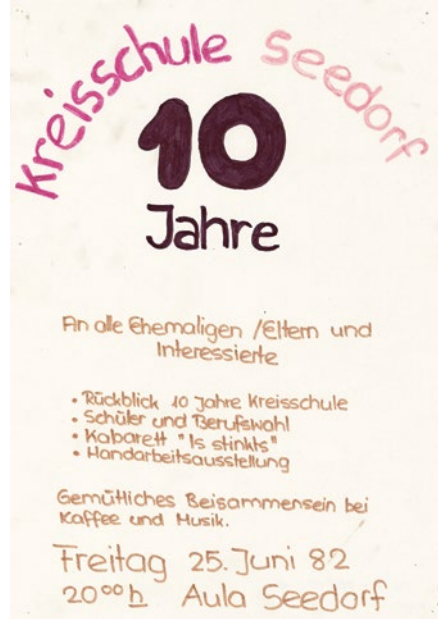 Kreisschule Seedorf
10
Jahre
An alle Ehemaligen / Eltern und
Interessierte
• Rückblick 10 Jahre Kreisschule
• Schüler und Berufswahl
• Kabarett "Is stinkts"
• Handarbeitsausstellung
Gemütliches Beisammensein bei
Kaffee und Musik.
Freitag 25. Juni 82
20⁰⁰h Aula Seedorf